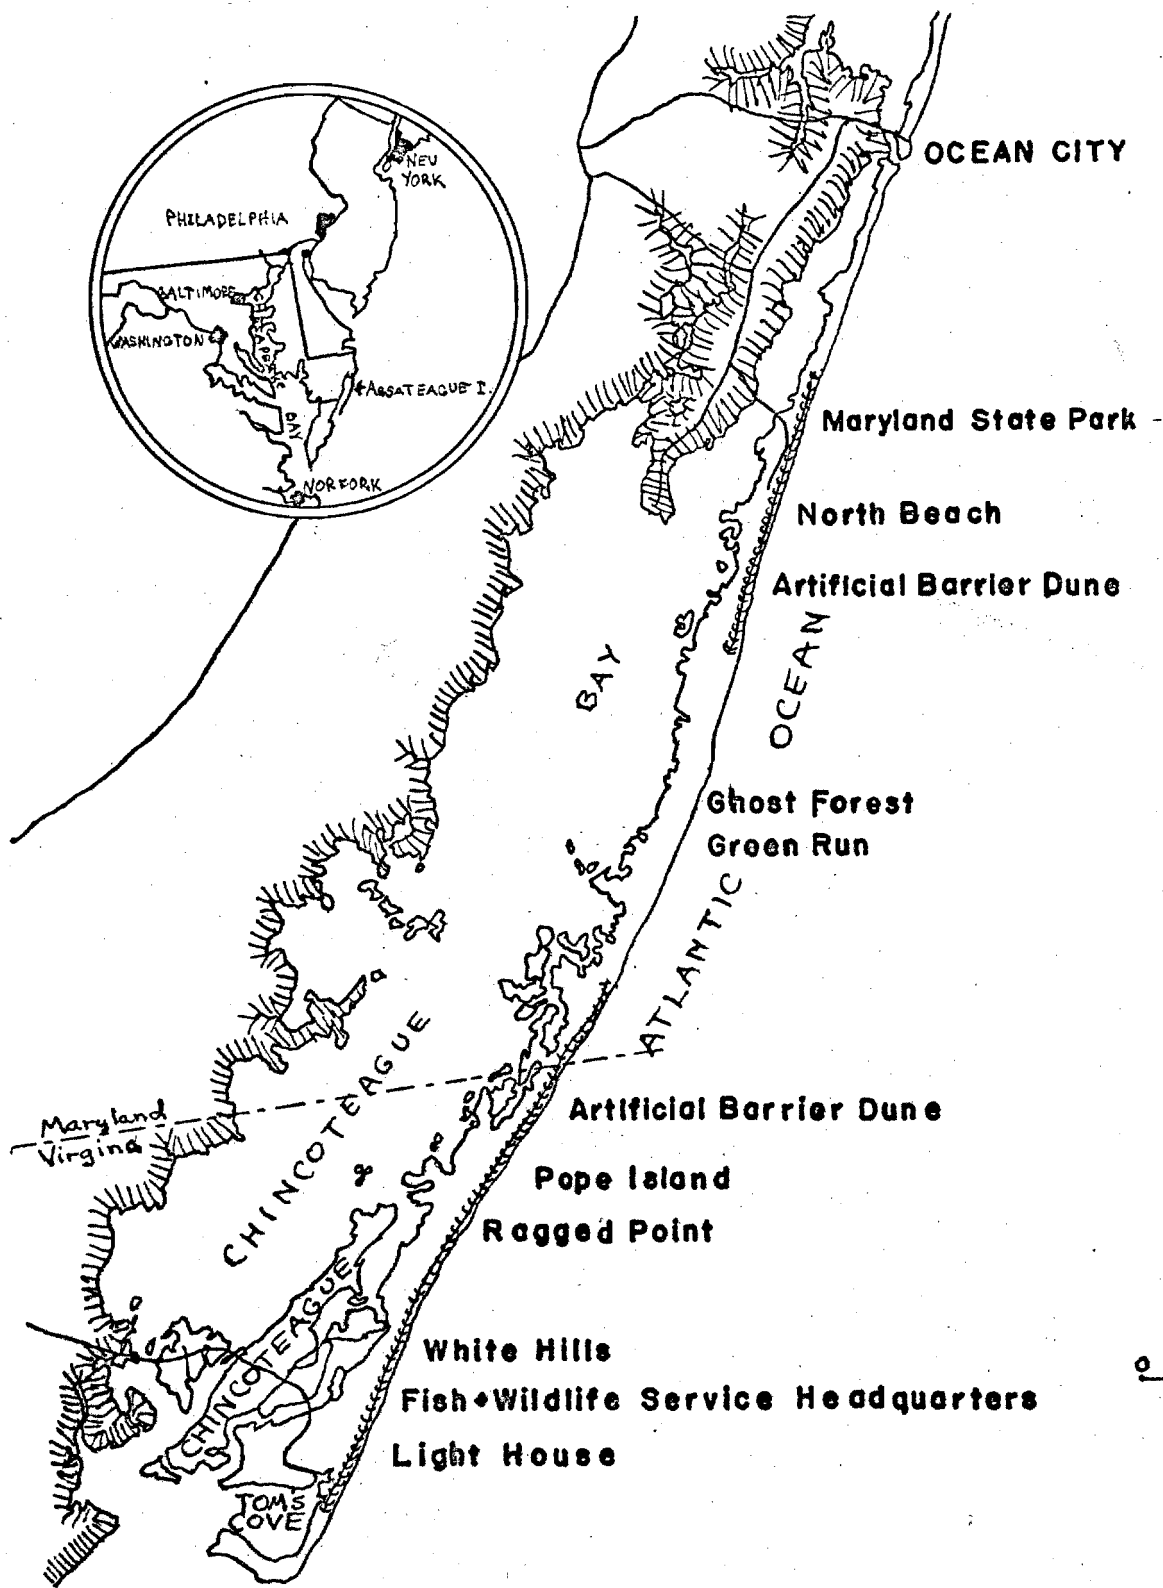 NEW
YORK
PHILADELPHIA
BALTIMORE
WASHINGTON
BAY
ASSATEAGUE I.
NORFORK
OCEAN CITY
Maryland State Park
North Beach
Artificial Barrier Dune
BAY
OCEAN
Ghost Forest
Green Run
ATLANTIC
CHINCOTEAGUE
Maryland
Virgina
Artificial Barrier Dune
Pope Island
Ragged Point
CHINCOTEAGUE
White Hills
Fish+Wildlife Service Headquarters
Light House
TOMS
COVE